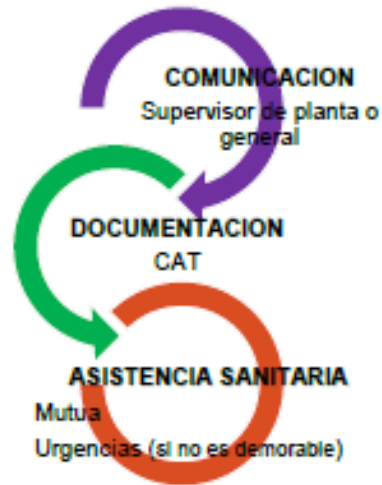 COMUNICACION
Supervisor de planta o
general
DOCUMENTACION
CAT
ASISTENCIA SANITARIA
Mutua
Urgencias (si no es demorable)